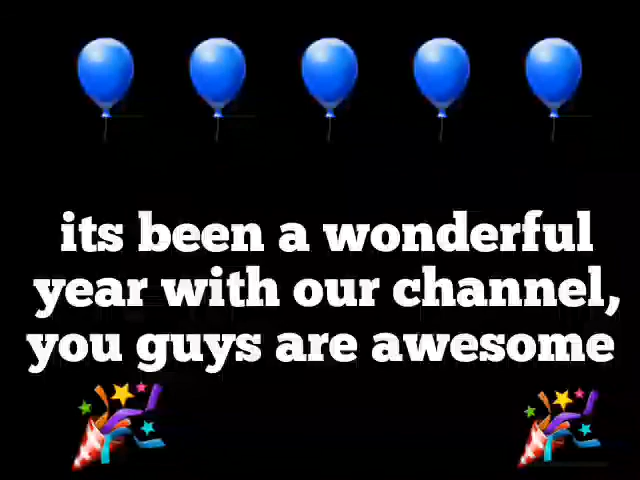 its been a wonderful
year with our channel,
you guys are awesome